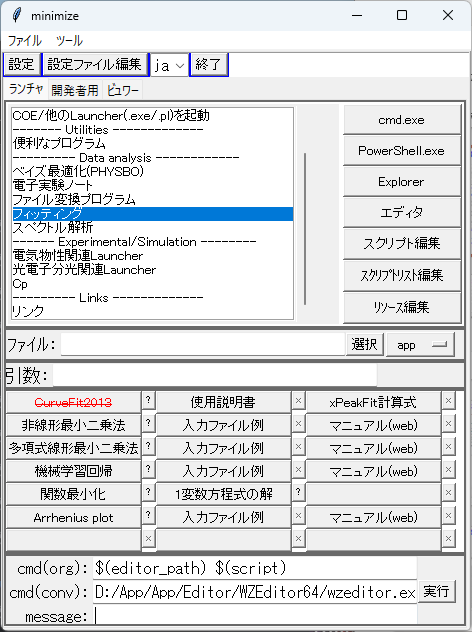 minimize
ファイル ツール
設定 設定ファイル編集 ja 終了
ランチャ 開発者用 ビュワー
COE/他のLauncher(.exe/.pl)を起動
------- Utilities -------------
便利なプログラム
--------- Data analysis ------------
ベイズ最適化(PHYSBO)
電子実験ノート
ファイル変換プログラム
フィッティング
スペクトル解析
------ Experimental/Simulation --------
電気物性関連Launcher
光電子分光関連Launcher
Cp
--------- Links -------------
リンク
cmd.exe
PowerShell.exe
Explorer
エディタ
スクリプト編集
スクリプトリスト編集
リソース編集
ファイル: 選択 app
引数:
CurveFit2013 ? 使用説明書 × xPeakFit計算式 ×
非線形最小二乗法 ? 入力ファイル例 × マニュアル(web) ×
多項式線形最小二乗法 ? 入力ファイル例 × マニュアル(web) ×
機械学習回帰 ? 入力ファイル例 × マニュアル(web) ×
関数最小化 ? 1変数方程式の解 ? ×
Arrhenius plot ? 入力ファイル例 × マニュアル(web) ×
× × ×
cmd(org): $(editor_path) $(script)
cmd(conv): D:/App/App/Editor/WZEditor64/wzeditor.ex 実行
message: